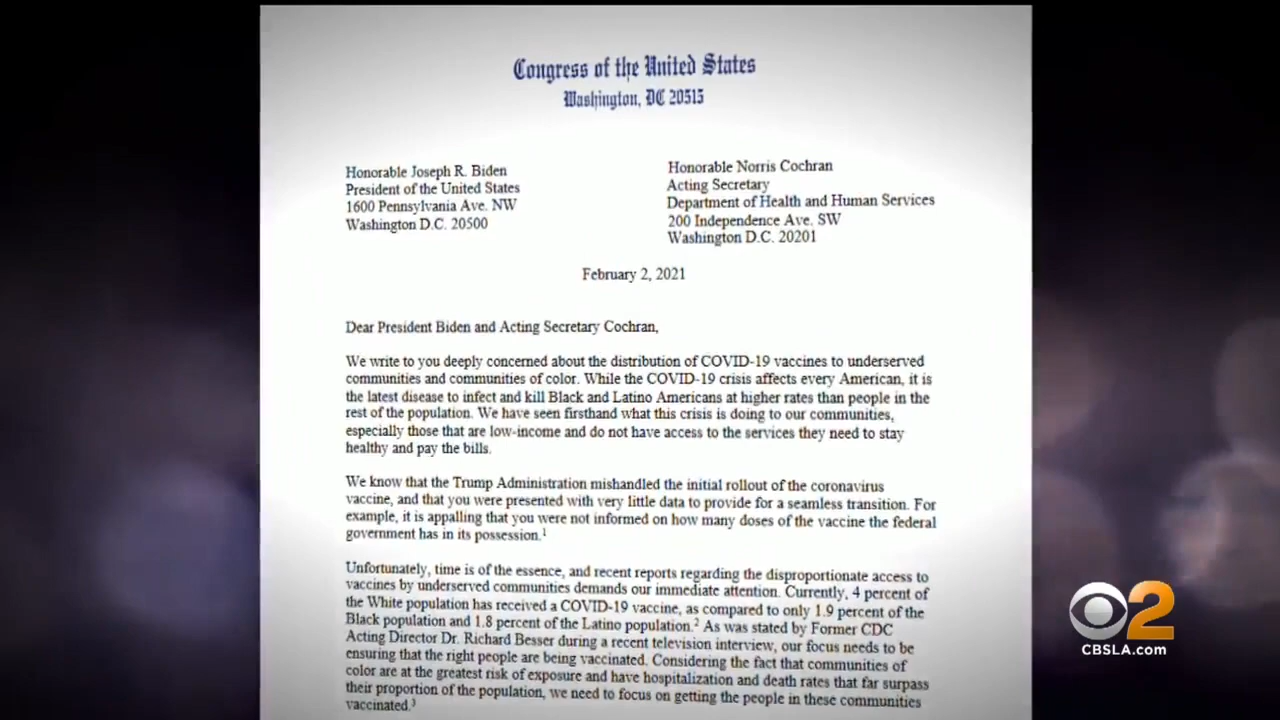 Congress of the United States
Washington, DC 20515
Honorable Joseph R. Biden
President of the United States
1600 Pennsylvania Ave. NW
Washington D.C. 20500
Honorable Norris Cochran
Acting Secretary
Department of Health and Human Services
200 Independence Ave. SW
Washington D.C. 20201
February 2, 2021
Dear President Biden and Acting Secretary Cochran,
We write to you deeply concerned about the distribution of COVID-19 vaccines to underserved
communities and communities of color. While the COVID-19 crisis affects every American, it is
the latest disease to infect and kill Black and Latino Americans at higher rates than people in the
rest of the population. We have seen firsthand what this crisis is doing to our communities,
especially those that are low-income and do not have access to the services they need to stay
healthy and pay the bills.
We know that the Trump Administration mishandled the initial rollout of the coronavirus
vaccine, and that you were presented with very little data to provide for a seamless transition. For
example, it is appalling that you were not informed on how many doses of the vaccine the federal
government has in its possession.¹
Unfortunately, time is of the essence, and recent reports regarding the disproportionate access to
vaccines by underserved communities demands our immediate attention. Currently, 4 percent of
the White population has received a COVID-19 vaccine, as compared to only 1.9 percent of the
Black population and 1.8 percent of the Latino population.² As was stated by Former CDC
Acting Director Dr. Richard Besser during a recent television interview, our focus needs to be
ensuring that the right people are being vaccinated. Considering the fact that communities of
color are at the greatest risk of exposure and have hospitalization and death rates that far surpass
their proportion of the population, we need to focus on getting the people in these communities
vaccinated.³
2
CBSLA.com